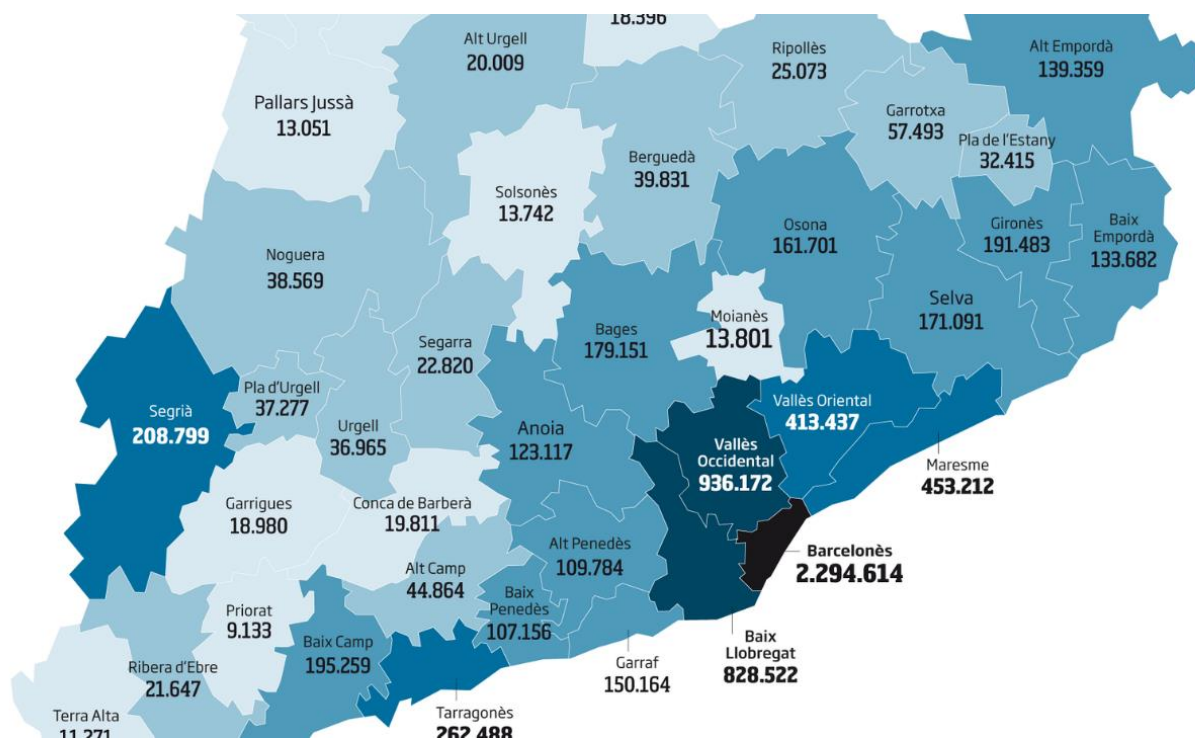 18.396
Alt Urgell
20.009
Ripollès
25.073
Alt Empordà
139.359
Pallars Jussà
13.051
Garrotxa
57.493
Pla de l'Estany
32.415
Berguedà
39.831
Solsonès
13.742
Osona
161.701
Gironès
191.483
Baix
Empordà
133.682
Noguera
38.569
Selva
171.091
Moianès
13.801
Bages
179.151
Segarra
22.820
Pla d'Urgell
37.277
Segrià
208.799
Urgell
36.965
Anoia
123.117
Vallès Oriental
413.437
Vallès
Occidental
936.172
Maresme
453.212
Garrigues
18.980
Conca de Barberà
19.811
Alt Penedès
109.784
Barcelonès
2.294.614
Alt Camp
44.864
Baix
Penedès
107.156
Priorat
9.133
Baix Camp
195.259
Baix
Llobregat
828.522
Garraf
150.164
Ribera d'Ebre
21.647
Terra Alta
11.271
Tarragonès
262.488